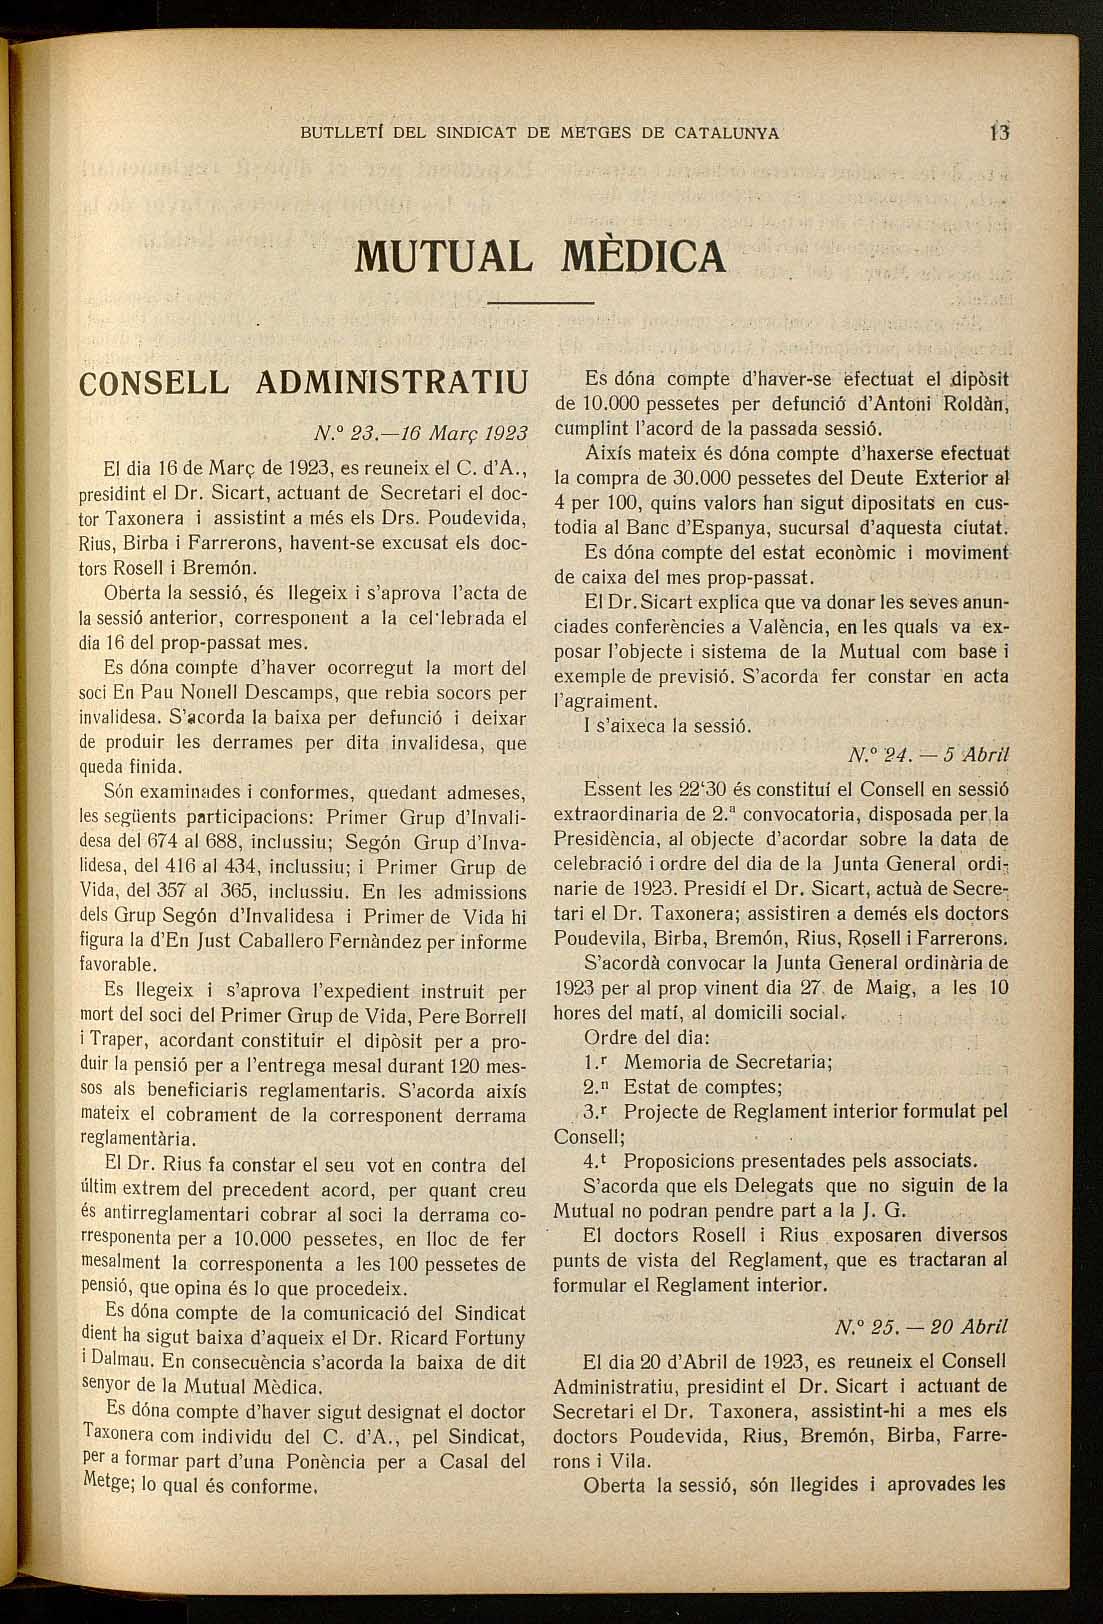 BUTLLETÍ DEL SINDICAT DE METGES DE CATALUNYA 13
MUTUAL MÈDICA
CONSELL ADMINISTRATIU
N.º 23.—16 Març 1923
El dia 16 de Març de 1923, es reuneix el C. d'A.,
presidint el Dr. Sicart, actuant de Secretari el doc-
tor Taxonera i assistint a més els Drs. Poudevida,
Rius, Birba i Farrerons, havent-se excusat els doc-
tors Rosell i Bremón.
Oberta la sessió, és llegeix i s'aprova l'acta de
la sessió anterior, corresponent a la cel·lebrada el
dia 16 del prop-passat mes.
Es dóna compte d'haver ocorregut la mort del
soci En Pau Nonell Descamps, que rebia socors per
invalidesa. S'acorda la baixa per defunció i deixar
de produir les derrames per dita invalidesa, que
queda finida.
Són examinades i conformes, quedant admeses,
les següents participacions: Primer Grup d'Invali-
desa del 674 al 688, inclussiu; Segón Grup d'Inva-
lidesa, del 416 al 434, inclussiu; i Primer Grup de
Vida, del 357 al 365, inclussiu. En les admissions
dels Grup Segón d'Invalidesa i Primer de Vida hi
figura la d'En Just Caballero Fernàndez per informe
favorable.
Es llegeix i s'aprova l'expedient instruit per
mort del soci del Primer Grup de Vida, Pere Borrell
i Traper, acordant constituir el dipòsit per a pro-
duir la pensió per a l'entrega mesal durant 120 mes-
sos als beneficiaris reglamentaris. S'acorda aixís
mateix el cobrament de la corresponent derrama
reglamentària.
El Dr. Rius fa constar el seu vot en contra del
últim extrem del precedent acord, per quant creu
és antirreglamentari cobrar al soci la derrama co-
rresponenta per a 10.000 pessetes, en lloc de fer
mesalment la corresponenta a les 100 pessetes de
pensió, que opina és lo que procedeix.
Es dóna compte de la comunicació del Sindicat
dient ha sigut baixa d'aqueix el Dr. Ricard Fortuny
i Dalmau. En consecuència s'acorda la baixa de dit
senyor de la Mutual Mèdica.
Es dóna compte d'haver sigut designat el doctor
Taxonera com individu del C. d'A., pel Sindicat,
per a formar part d'una Ponència per a Casal del
Metge; lo qual és conforme.
Es dóna compte d'haver-se efectuat el dipòsit
de 10.000 pessetes per defunció d'Antoni Roldàn,
cumplint l'acord de la passada sessió.
Aixís mateix és dóna compte d'haxerse efectuat
la compra de 30.000 pessetes del Deute Exterior al
4 per 100, quins valors han sigut dipositats en cus-
todia al Banc d'Espanya, sucursal d'aquesta ciutat.
Es dóna compte del estat econòmic i moviment
de caixa del mes prop-passat.
El Dr. Sicart explica que va donar les seves anun-
ciades conferències a València, en les quals va ex-
posar l'objecte i sistema de la Mutual com base i
exemple de previsió. S'acorda fer constar en acta
l'agraiment.
I s'aixeca la sessió.
N.º 24. — 5 Abril
Essent les 22'30 és constituí el Consell en sessió
extraordinaria de 2.ª convocatoria, disposada per la
Presidència, al objecte d'acordar sobre la data de
celebració i ordre del dia de la Junta General ordi-
narie de 1923. Presidí el Dr. Sicart, actuà de Secre-
tari el Dr. Taxonera; assistiren a demés els doctors
Poudevila, Birba, Bremón, Rius, Rosell i Farrerons.
S'acordà convocar la Junta General ordinària de
1923 per al prop vinent dia 27 de Maig, a les 10
hores del matí, al domicili social.
Ordre del dia:
1.r Memoria de Secretaria;
2.n Estat de comptes;
3.r Projecte de Reglament interior formulat pel
Consell;
4.t Proposicions presentades pels associats.
S'acorda que els Delegats que no siguin de la
Mutual no podran pendre part a la J. G.
El doctors Rosell i Rius exposaren diversos
punts de vista del Reglament, que es tractaran al
formular el Reglament interior.
N.º 25. — 20 Abril
El dia 20 d'Abril de 1923, es reuneix el Consell
Administratiu, presidint el Dr. Sicart i actuant de
Secretari el Dr. Taxonera, assistint-hi a mes els
doctors Poudevida, Rius, Bremón, Birba, Farre-
rons i Vila.
Oberta la sessió, són llegides i aprovades les